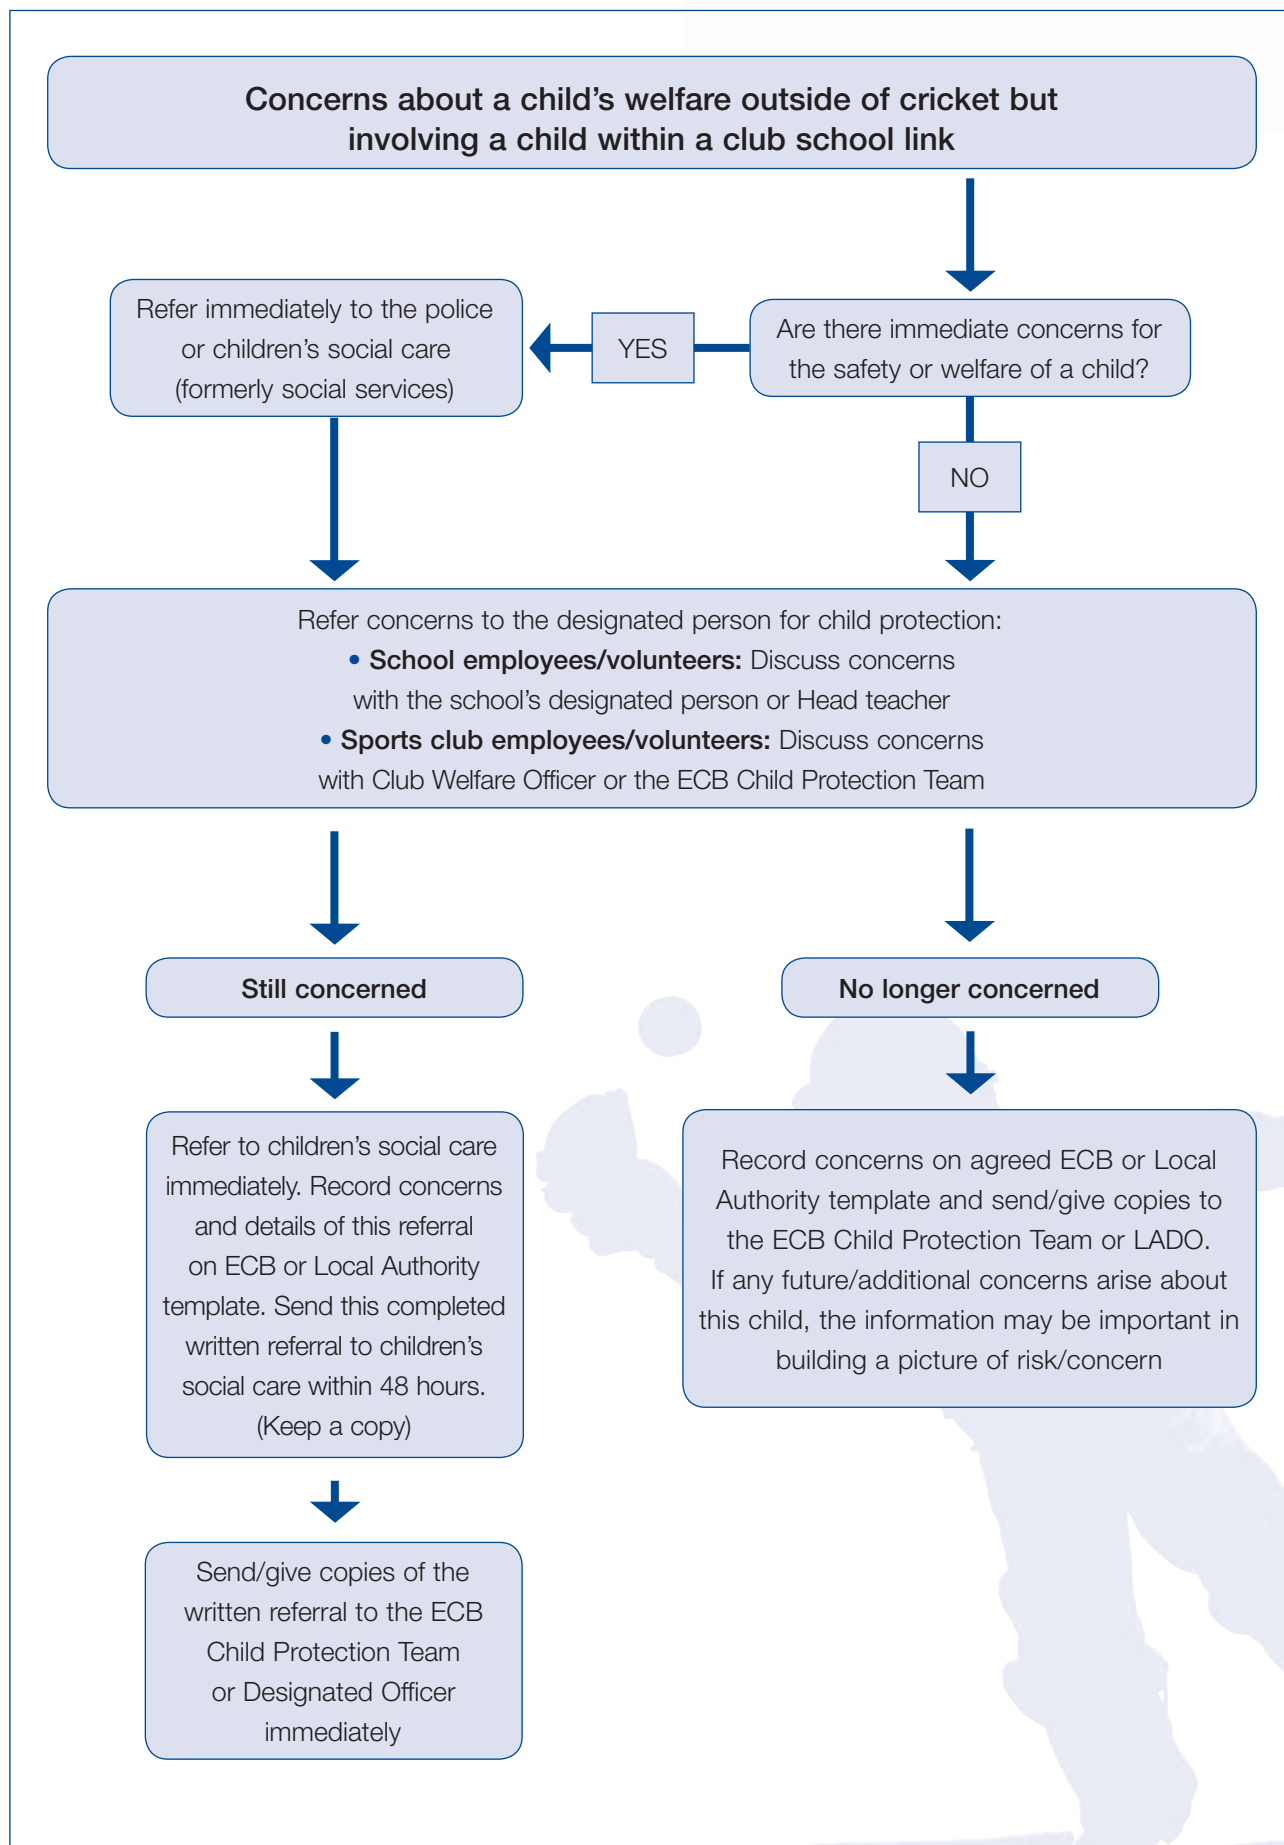 Concerns about a child’s welfare outside of cricket but
involving a child within a club school link
Refer immediately to the police
or children’s social care
(formerly social services)
YES
Are there immediate concerns for
the safety or welfare of a child?
NO
Refer concerns to the designated person for child protection:
• School employees/volunteers: Discuss concerns
with the school’s designated person or Head teacher
• Sports club employees/volunteers: Discuss concerns
with Club Welfare Officer or the ECB Child Protection Team
Still concerned
No longer concerned
Refer to children’s social care
immediately. Record concerns
and details of this referral
on ECB or Local Authority
template. Send this completed
written referral to children’s
social care within 48 hours.
(Keep a copy)
Record concerns on agreed ECB or Local
Authority template and send/give copies to
the ECB Child Protection Team or LADO.
If any future/additional concerns arise about
this child, the information may be important in
building a picture of risk/concern
Send/give copies of the
written referral to the ECB
Child Protection Team
or Designated Officer
immediately